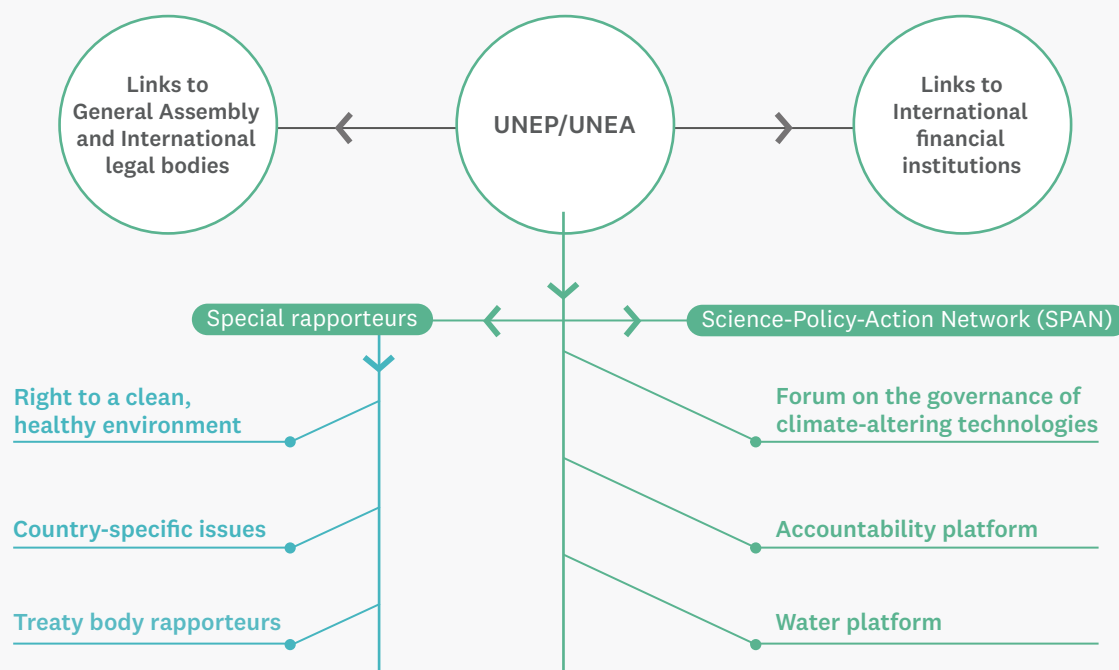 Links to
General Assembly
and International
legal bodies
UNEP/UNEA
Links to
International
financial
institutions
Special rapporteurs
Science-Policy-Action Network (SPAN)
Right to a clean,
healthy environment
Forum on the governance of
climate-altering technologies
Country-specific issues
Accountability platform
Treaty body rapporteurs
Water platform